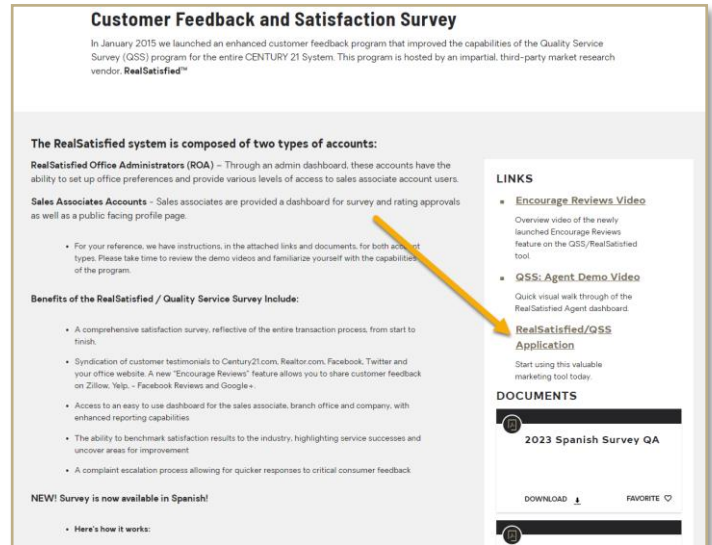 Customer Feedback and Satisfaction Survey
In January 2015 we launched an enhanced customer feedback program that improved the capabilities of the Quality Service
Survey (QSS) program for the entire CENTURY 21 System. This program is hosted by an impartial, third-party market research
vendor, RealSatisfied™
The RealSatisfied system is composed of two types of accounts:
RealSatisfied Office Administrators (ROA) – Through an admin dashboard, these accounts have the
ability to set up office preferences and provide various levels of access to sales associate account users.
Sales Associates Accounts - Sales associates are provided a dashboard for survey and rating approvals
as well as a public facing profile page.
• For your reference, we have instructions, in the attached links and documents, for both account
types. Please take time to review the demo videos and familiarize yourself with the capabilities
of the program.
Benefits of the RealSatisfied / Quality Service Survey Include:
• A comprehensive satisfaction survey, reflective of the entire transaction process, from start to
finish.
• Syndication of customer testimonials to Century21.com, Realtor.com, Facebook, Twitter and
your office website. A new "Encourage Reviews" feature allows you to share customer feedback
on Zillow, Yelp, - Facebook Reviews and Google+.
• Access to an easy to use dashboard for the sales associate, branch office and company, with
enhanced reporting capabilities
• The ability to benchmark satisfaction results to the industry, highlighting service successes and
uncover areas for improvement
• A complaint escalation process allowing for quicker responses to critical consumer feedback
NEW! Survey is now available in Spanish!
• Here's how it works:
LINKS
Encourage Reviews Video
Overview video of the newly
launched Encourage Reviews
feature on the QSS/RealSatisfied
tool.
QSS: Agent Demo Video
Quick visual walk through of the
RealSatisfied Agent dashboard.
RealSatisfied/QSS
Application
Start using this valuable
marketing tool today.
DOCUMENTS
2023 Spanish Survey QA
DOWNLOAD FAVORITE